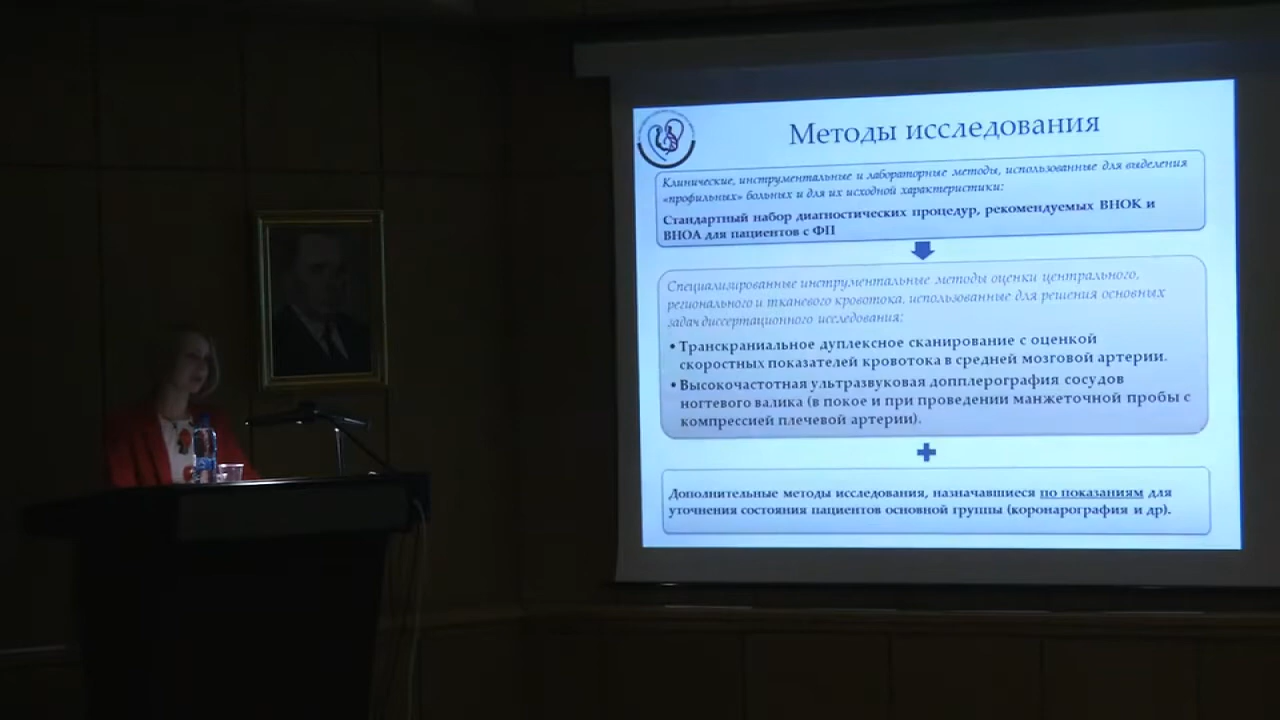 Методы исследования
Клинические, инструментальные и лабораторные методы, использованные для выделения
«профильных» больных и для их исходной характеристики:
Стандартный набор диагностических процедур, рекомендуемых ВНОК и
ВНОА для пациентов с ФП
Специализированные инструментальные методы оценки центрального,
регионального и тканевого кровотока, использованные для решения основных
задач диссертационного исследования:
• Транскраниальное дуплексное сканирование с оценкой
скоростных показателей кровотока в средней мозговой артерии.
• Высокочастотная ультразвуковая допплерография сосудов
ногтевого валика (в покое и при проведении манжеточной пробы с
компрессией плечевой артерии).
Дополнительные методы исследования, назначавшиеся по показаниям для
уточнения состояния пациентов основной группы (коронарография и др).